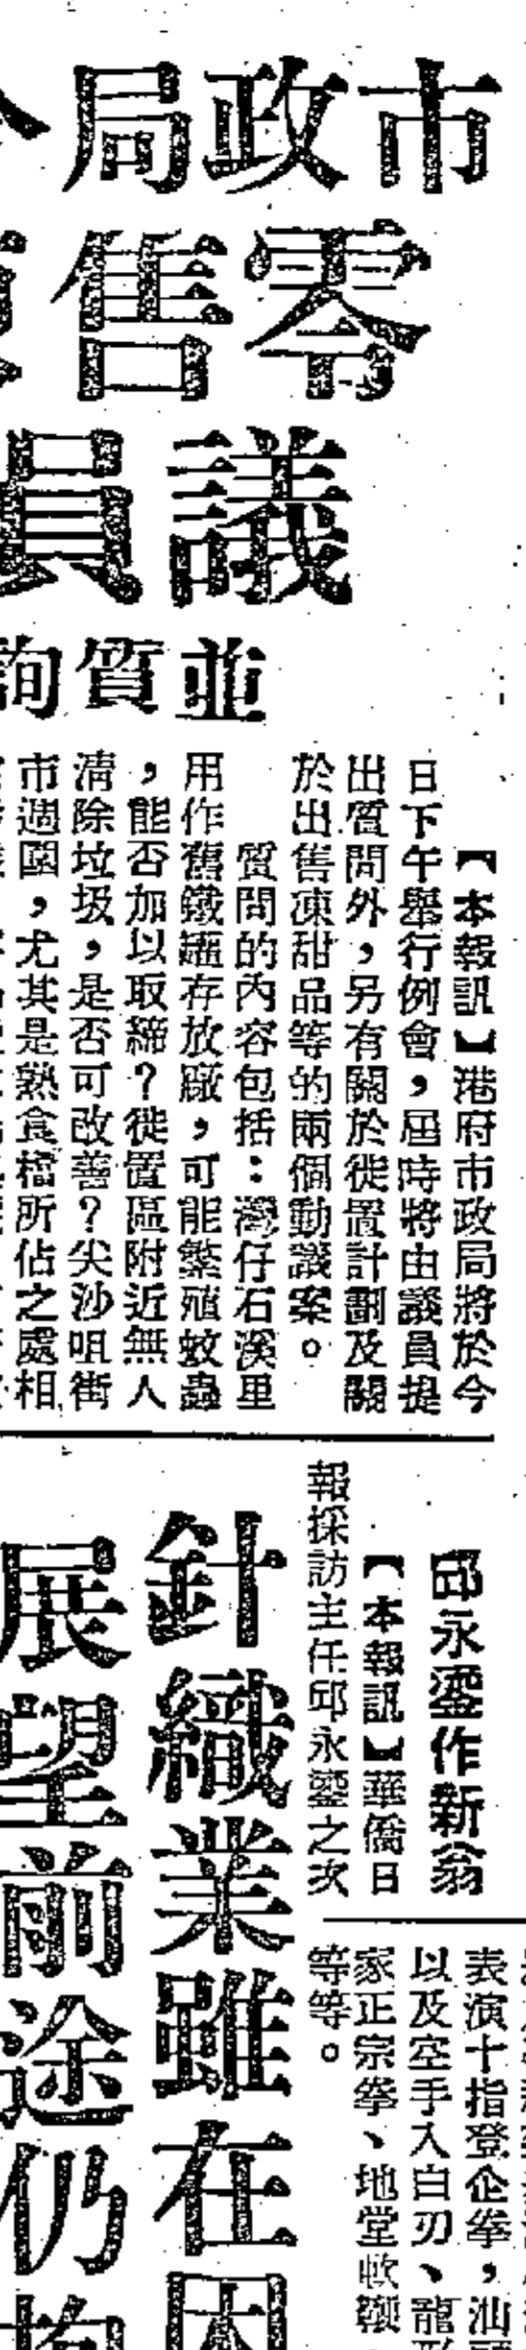 市政局
零售
議員
並質詢
【本報訊】港府市政局將於今
日下午舉行例會，屆時將由議員提
出質問外，另有關於徙置計劃及關
於出售凍甜品等的兩個動議案。
質問的內容包括：灣仔石溪里
用作舊鐵罐存放廠，可能繁殖蚊蟲
，能否加以取締？徙置區附近無人
清除垃圾，是否可改善？尖沙咀街
市週圍，尤其是熟食檔所佔之處相
邱永鎏作新翁
【本報訊】華僑日
報採訪主任邱永鎏之次
針織業雖在困
展望前途仍
表演十指登企拳，汕
以及空手入白刃、龍
家正宗拳、地堂軟
等等。